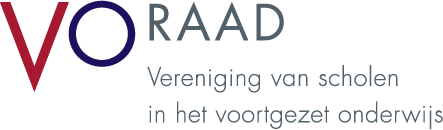 VO RAAD
Vereniging van scholen
in het voortgezet onderwijs